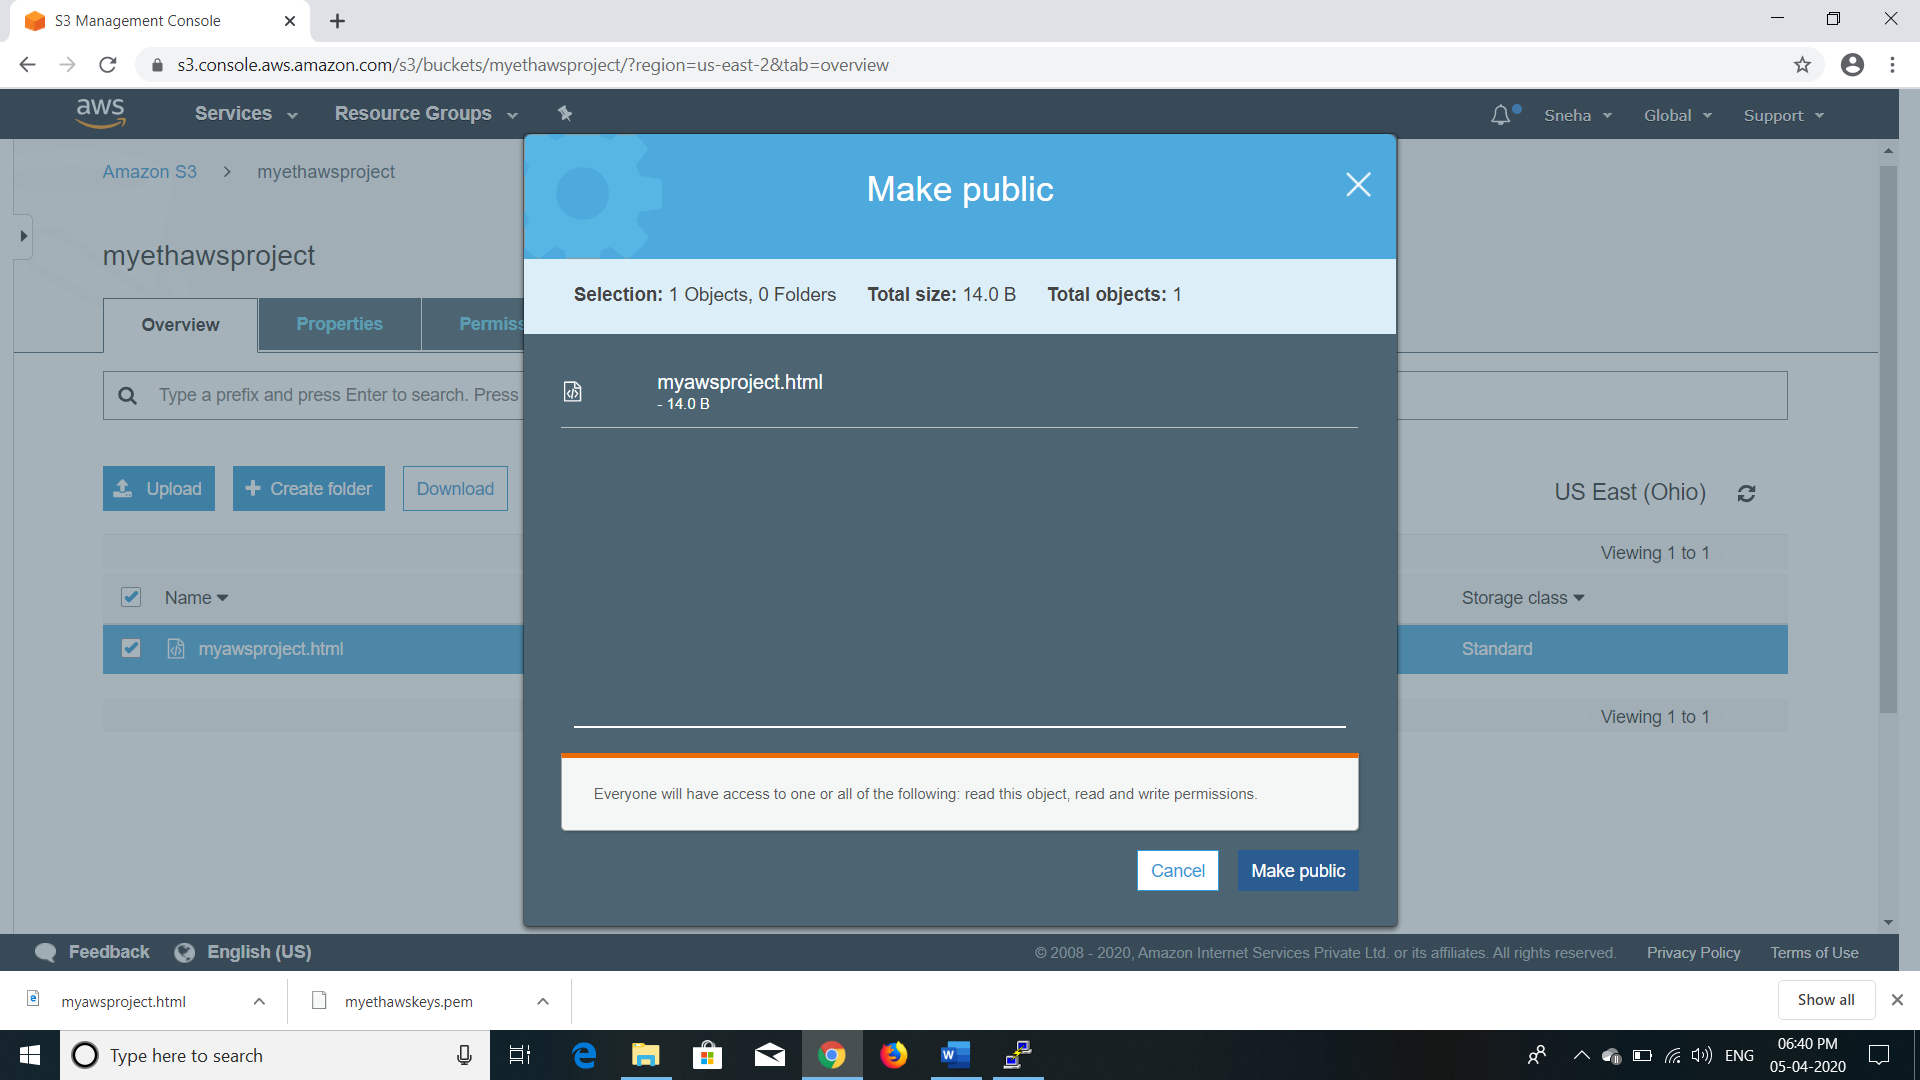 S3 Management Console
s3.console.aws.amazon.com/s3/buckets/myethawsproject/?region=us-east-2&tab=overview
aws
Services
Resource Groups
Sneha
Global
Support
Amazon S3
myethawsproject
myethawsproject
Overview
Properties
Permiss
Type a prefix and press Enter to search. Press
Upload
Create folder
Download
US East (Ohio)
Viewing 1 to 1
Name
Storage class
myawsproject.html
Standard
Viewing 1 to 1
Make public
Selection: 1 Objects, 0 Folders Total size: 14.0 B Total objects: 1
myawsproject.html
- 14.0 B
Everyone will have access to one or all of the following: read this object, read and write permissions.
Cancel
Make public
Feedback
English (US)
© 2008 - 2020, Amazon Internet Services Private Ltd. or its affiliates. All rights reserved.
Privacy Policy
Terms of Use
myawsproject.html
myethawskeys.pem
Show all
Type here to search
ENG
06:40 PM
05-04-2020